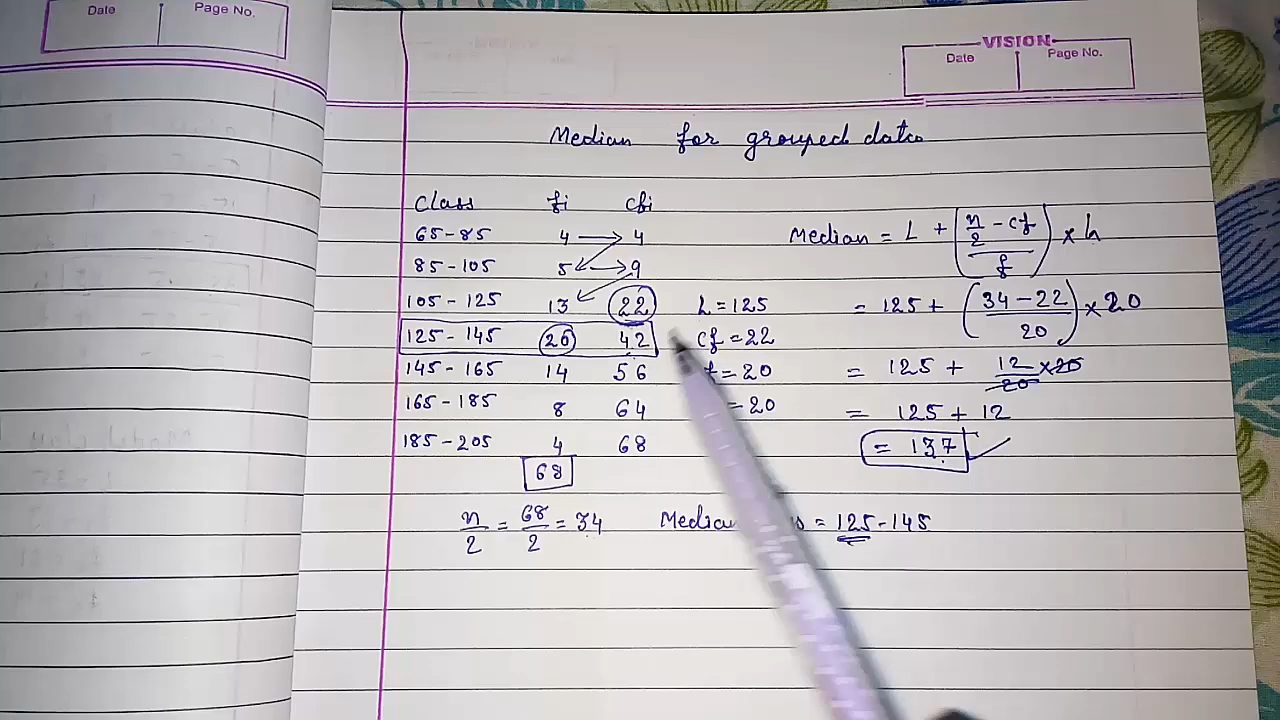 Date Page No.
VISION
Date Page No.
Median for grouped data
Class fi cfi
65-85 4 4
85-105 5 9
105-125 13 22
125-145 20 42
145-165 14 56
165-185 8 64
185-205 4 68
68
n/2 = 68/2 = 34
L = 125
cf = 22
= 20
= 20
Median = L + ((n/2 - cf)/f) × h
= 125 + ((34 - 22)/20) × 20
= 125 + 12/20 × 20
= 125 + 12
= 137
= 125-145